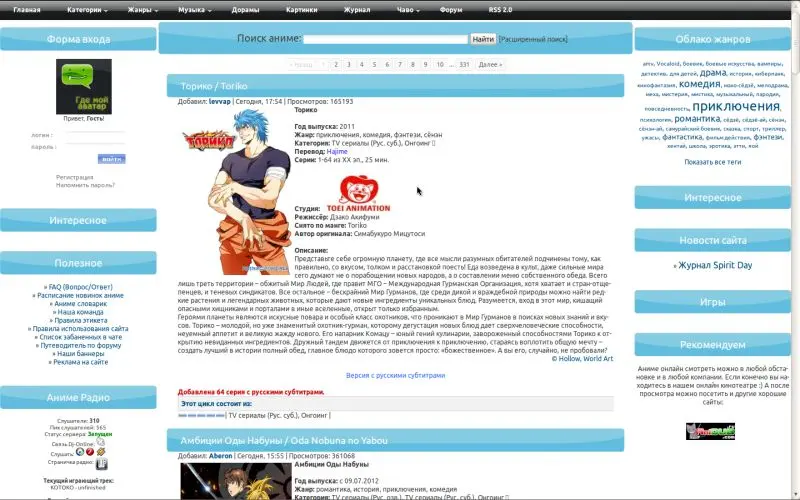 Главная Категории Жанры Музыка Дорамы Картинки Журнал Чаво Форум RSS 2.0
Форма входа
Где мой аватар
Привет, Гость!
логин :
пароль :
войти
Регистрация
Напомнить пароль?
Интересное
Полезное
» FAQ (Вопрос/Ответ)
» Расписание новинок аниме
» Аниме словарик
» Наша команда
» Правила этикета
» Правила использования сайта
» Список забаненных в чате
» Путеводитель по форуму
» Наши баннеры
» Реклама на сайте
Аниме Радио
Слушатели: 310
Пик слушателей: 565
Статус сервера: Запущен
Связь Dj-Online:
Слушать:
Страничка радио:
Текущий играющий трек:
KOTOKO - unfinished
Поиск аниме: Найти [Расширенный поиск]
« Назад 1 2 3 4 5 6 7 8 9 10 ... 331 Далее »
Торико / Toriko
Добавил: levvap | Сегодня, 17:54 | Просмотров: 165193
ТОРИКО
Торико
Год выпуска: 2011
Жанр: приключения, комедия, фэнтези, сёнэн
Категория: TV сериалы (Рус. суб.), Онгоинг
Перевод: Hajime
Серии: 1-64 из XX эп., 25 мин.
Студия: TOEI ANIMATION
Режиссёр: Дзако Акифуми
Снято по манге: Toriko
Автор оригинала: Симабукуро Мицутоси
Описание:
Представьте себе огромную планету, где все мысли разумных обитателей подчинены тому, как
правильно, со вкусом, толком и расстановкой поесть! Еда возведена в культ, даже сильные мира
сего думают не о порабощении новых народов, а о составлении меню собственного обеда. Всего
лишь треть территории – обжитый Мир Людей, где правит МГО – Международная Гурманская Организация, хотя хватает и стран-отще-
пенцев, и теневых синдикатов. Все остальное – бескрайний Мир Гурманов, где среди дикой и враждебной природы можно найти ред-
кие растения и легендарных животных, которые дают новые ингредиенты уникальных блюд. Разумеется, вход в этот мир, кишащий
опасными хищниками и порталами в иные вселенные, открыт только избранным.
Героями планеты являются искусные повара и особый класс охотников, что проникают в Мир Гурманов в поисках новых знаний и вку-
сов. Торико – молодой, но уже знаменитый охотник-гурман, которому дегустация новых блюд дает сверхчеловеческие способности,
неуемный аппетит и великую жажду нового. Его напарник Комацу – юный гений кулинарии, завороженный способностями Торико к от-
крытию невиданных ингредиентов. Дружный тандем движется от приключения к приключению, стараясь воплотить общую мечту –
создать лучший в истории полный обед, главное блюдо которого зовется просто: «божественное». А вы его, случайно, не пробовали?
© Hollow, World Art
Версия с русскими субтитрами
Добавлена 64 серия с русскими субтитрами.
Этот цикл состоит из:
| TV сериалы (Рус. суб.), Онгоинг |
Амбиции Оды Набуны / Oda Nobuna no Yabou
Добавил: Aberon | Сегодня, 15:55 | Просмотров: 361068
Амбиции Оды Набуны
Год выпуска: с 09.07.2012
Жанр: романтика, история, приключения, комедия
Категория: TV сериалы (Рус. озв.), TV сериалы (Рус. суб.), Онгоинг
Облако жанров
AMV, Vocaloid, боевик, боевые искусства, вампиры,
детектив, для детей, драма, история, киберпанк,
кинофантазия, комедия, махо-сёдзё, мелодрама,
меха, мистерия, мистика, музыкальный, пародия,
повседневность, приключения,
психология, романтика, сёдзё, сёдзё-ай, сёнэн,
сёнэн-ай, самурайский боевик, сказка, спорт, триллер,
ужасы, фантастика, фильм действия, фэнтези,
хентай, школа, эротика, этти, яой
Показать все теги
Интересное
Новости сайта
» Журнал Spirit Day
Игры
Рекомендуем
Аниме онлайн смотреть можно в любой обста-
новке и в любой компании. Если конечно вы на-
ходитесь в нашем онлайн кинотеатре :) А после
просмотра можно посетить и другие хорошие
сайты: